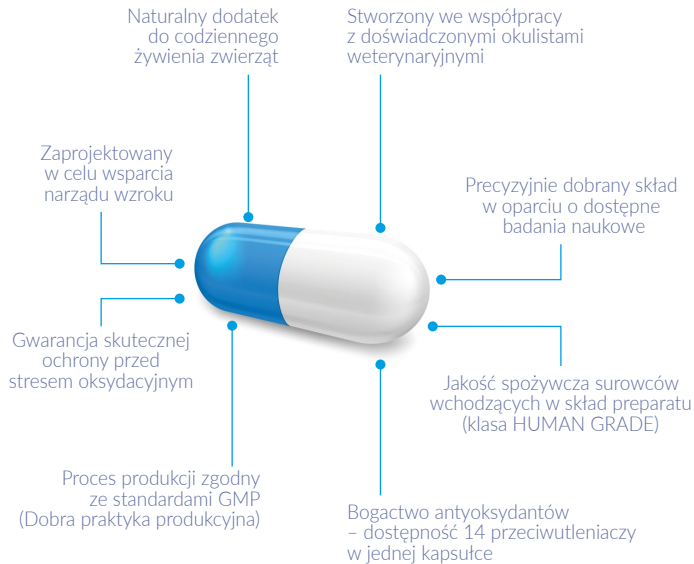 Naturalny dodatek
do codziennego
żywienia zwierząt
Stworzony we współpracy
z doświadczonymi okulistami
weterynaryjnymi
Zaprojektowany
w celu wsparcia
narządu wzroku
Precyzyjnie dobrany skład
w oparciu o dostępne
badania naukowe
Gwarancja skutecznej
ochrony przed
stresem oksydacyjnym
Jakość spożywcza surowców
wchodzących w skład preparatu
(klasa HUMAN GRADE)
Proces produkcji zgodny
ze standardami GMP
(Dobra praktyka produkcyjna)
Bogactwo antyoksydantów
– dostępność 14 przeciwutleniaczy
w jednej kapsułce